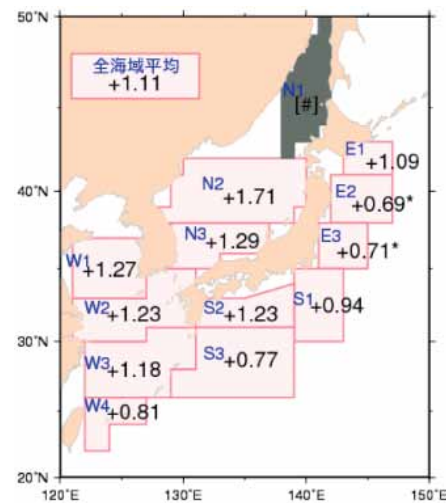 50˚N
全海域平均
+1.11
N1
[#]
E1
+1.09
40˚N
N2
+1.71
E2
+0.69*
N3
+1.29
E3
+0.71*
W1
+1.27
W2
+1.23
S2
+1.23
S1
+0.94
30˚N
W3
+1.18
S3
+0.77
W4
+0.81
20˚N
120˚E
130˚E
140˚E
150˚E